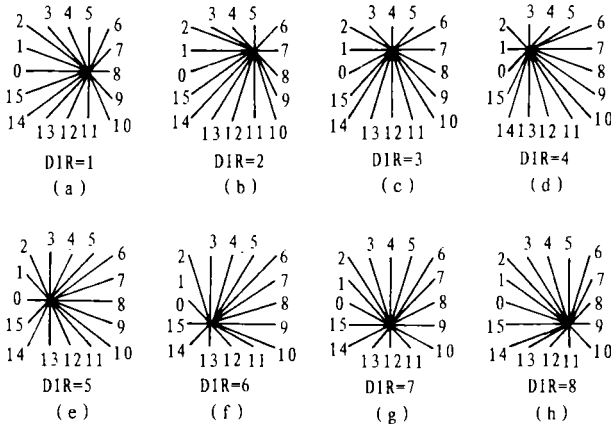 2 3 4 5 6
1 7
0 8
15 9
14 10
13 12 11
DIR=1
(a)
2 3 4 5 6
1 7
0 8
15 9
14
13 12 11 10
DIR=2
(b)
2 3 4 5 6
1 7
0 8
15 9
14 10
13 12 11
DIR=3
(c)
2 3 4 5 6
1 7
0 8
15 9
10
14 13 12 11
DIR=4
(d)
2 3 4 5 6
1 7
0 8
15 9
14 10
13 12 11
DIR=5
(e)
2 3 4 5 6
1 7
0 8
15 9
14 10
13 12 11
DIR=6
(f)
2 3 4 5 6
1 7
0 8
15 9
14 10
13 12 11
DIR=7
(g)
2 3 4 5 6
1 7
0 8
15 9
14 10
13 12 11
DIR=8
(h)